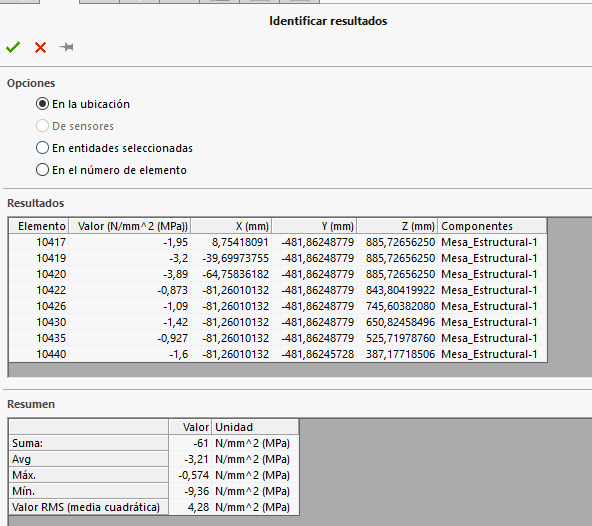 Identificar resultados
Opciones
En la ubicación
De sensores
En entidades seleccionadas
En el número de elemento
Resultados
Elemento Valor (N/mm^2 (MPa)) X (mm) Y (mm) Z (mm) Componentes
10417 -1,95 8,75418091 -481,86248779 885,72656250 Mesa_Estructural-1
10419 -3,2 -39,69973755 -481,86248779 885,72656250 Mesa_Estructural-1
10420 -3,89 -64,75836182 -481,86248779 885,72656250 Mesa_Estructural-1
10422 -0,873 -81,26010132 -481,86248779 843,80419922 Mesa_Estructural-1
10426 -1,09 -81,26010132 -481,86248779 745,60382080 Mesa_Estructural-1
10430 -1,42 -81,26010132 -481,86248779 650,82458496 Mesa_Estructural-1
10435 -0,927 -81,26010132 -481,86248779 525,71978760 Mesa_Estructural-1
10440 -1,6 -81,26010132 -481,86245728 387,17718506 Mesa_Estructural-1
Resumen
Valor Unidad
Suma: -61 N/mm^2 (MPa)
Avg -3,21 N/mm^2 (MPa)
Máx. -0,574 N/mm^2 (MPa)
Mín. -9,36 N/mm^2 (MPa)
Valor RMS (media cuadrática) 4,28 N/mm^2 (MPa)